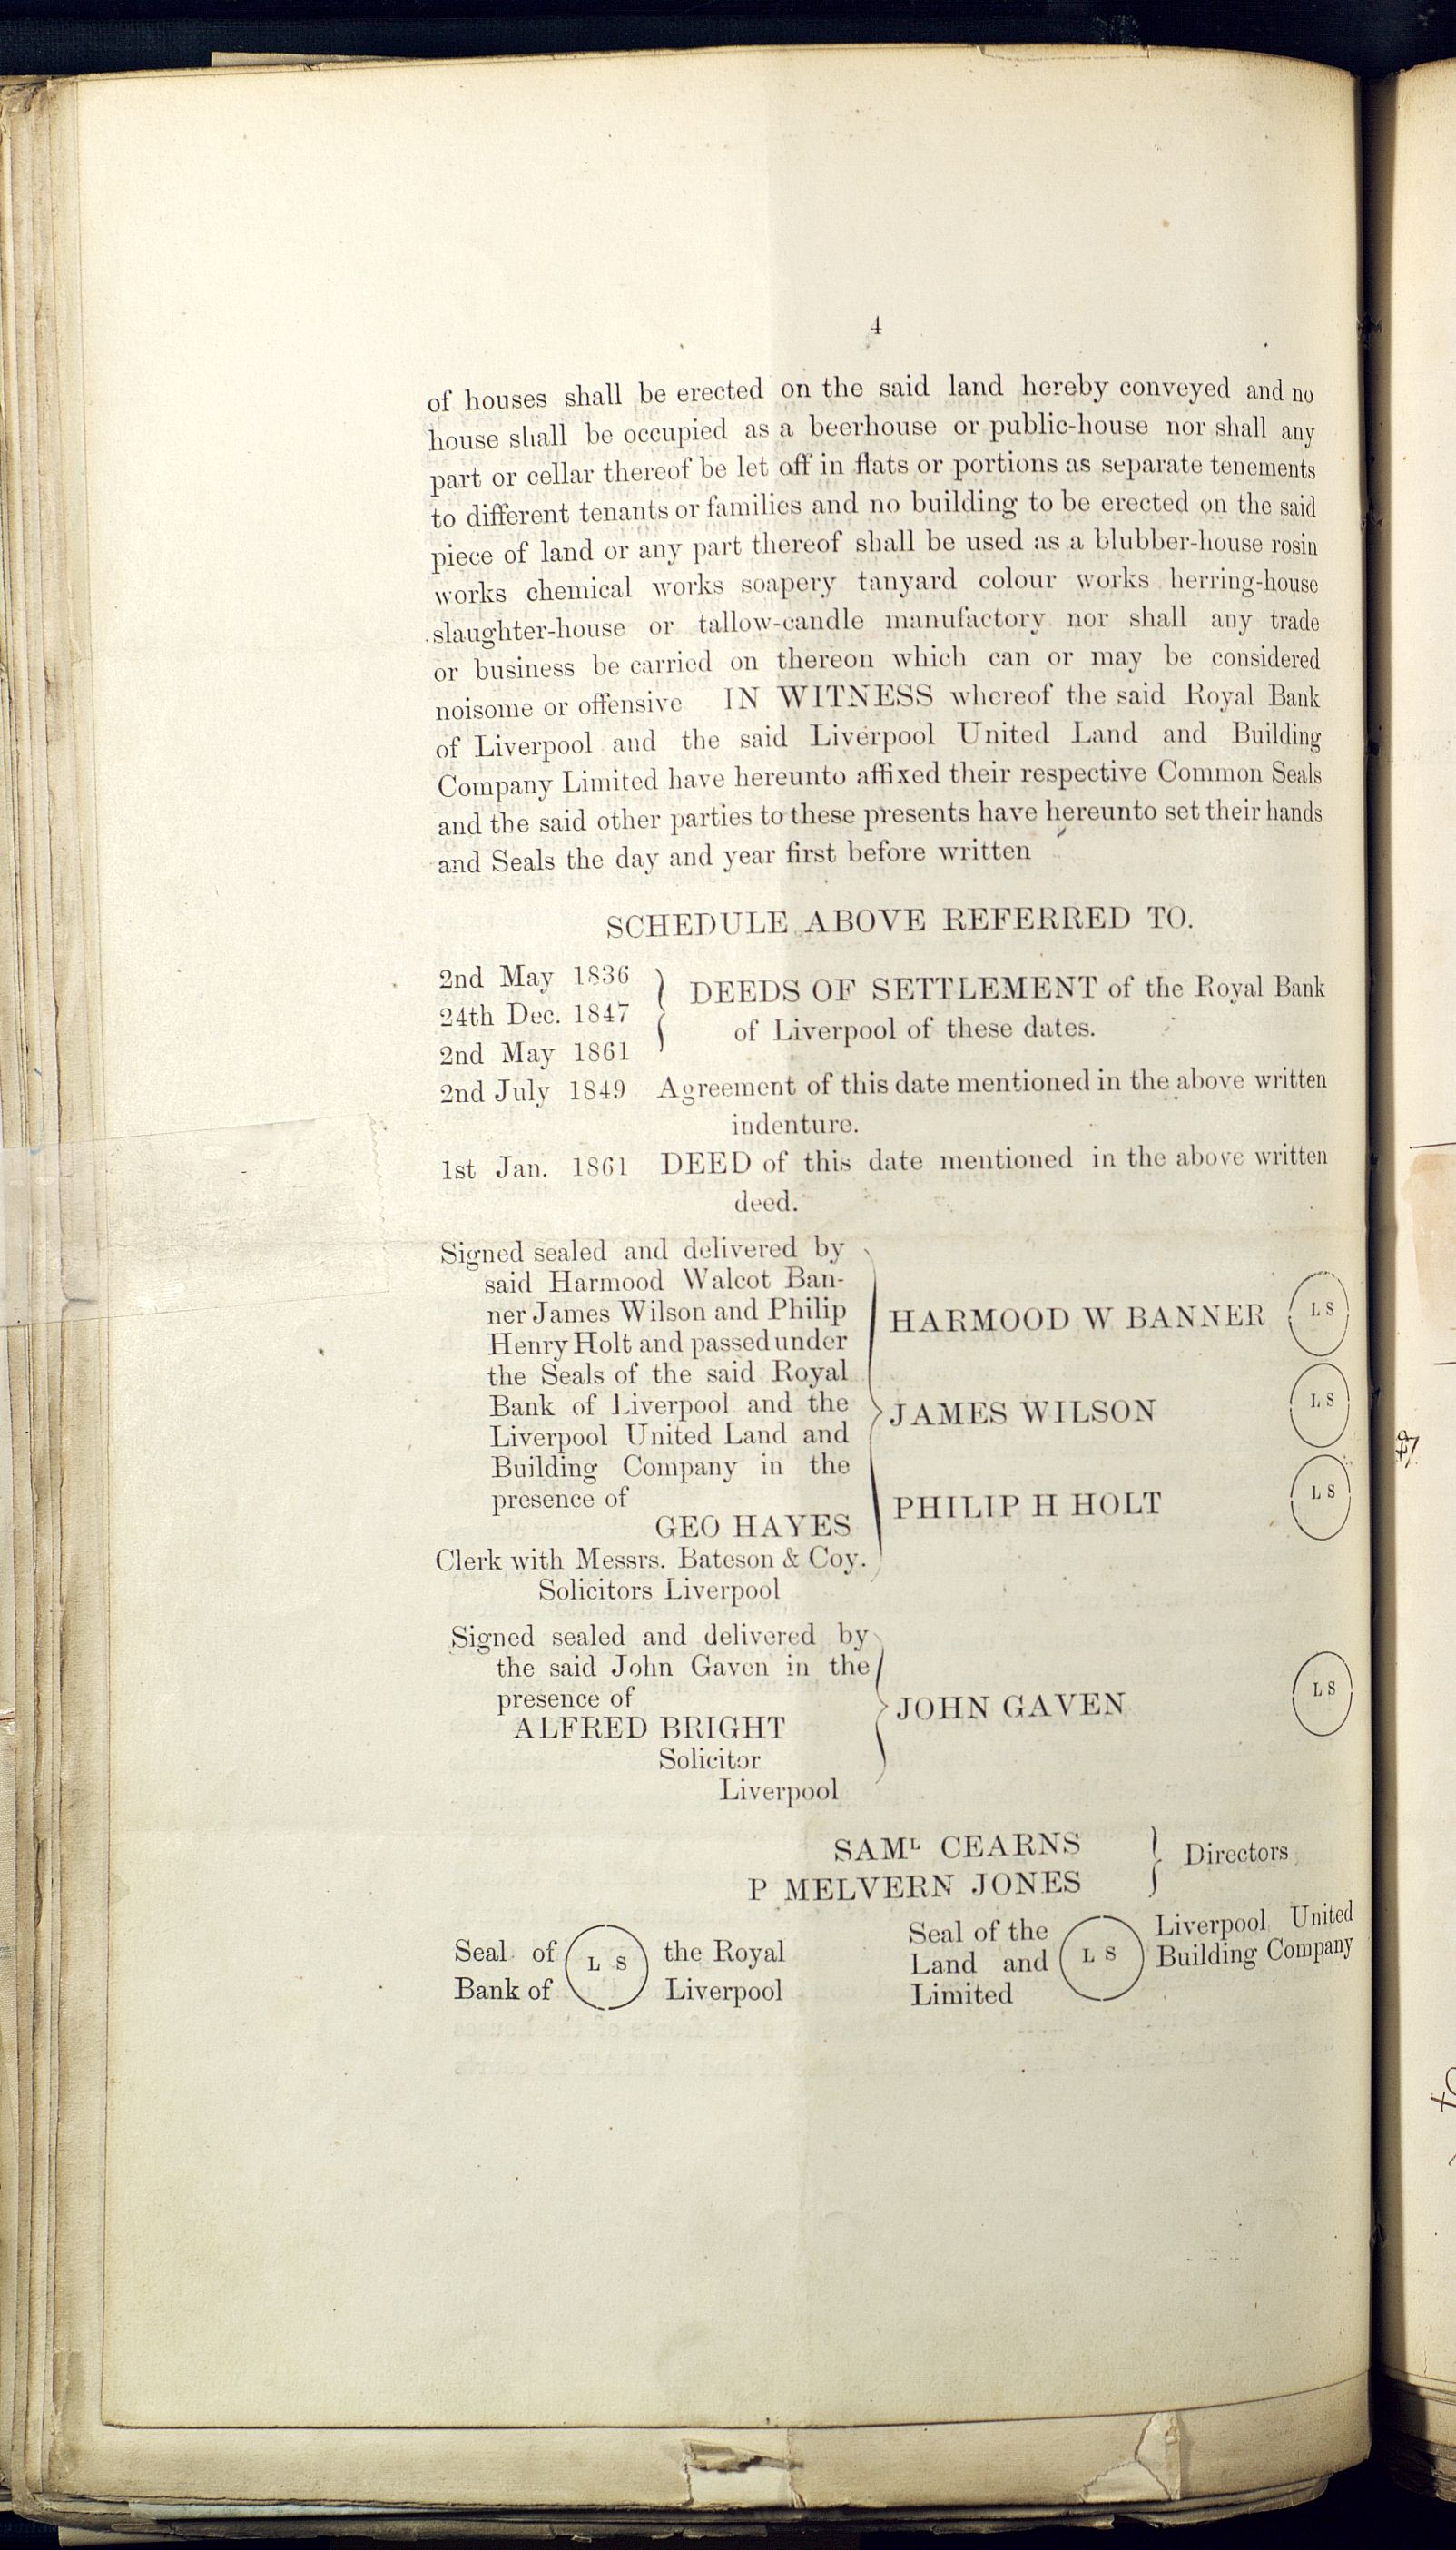 4
of houses shall be erected on the said land hereby conveyed and no
house shall be occupied as a beerhouse or public-house nor shall any
part or cellar thereof be let off in flats or portions as separate tenements
to different tenants or families and no building to be erected on the said
piece of land or any part thereof shall be used as a blubber-house rosin
works chemical works soapery tanyard colour works herring-house
slaughter-house or tallow-candle manufactory nor shall any trade
or business be carried on thereon which can or may be considered
noisome or offensive IN WITNESS whereof the said Royal Bank
of Liverpool and the said Liverpool United Land and Building
Company Limited have hereunto affixed their respective Common Seals
and the said other parties to these presents have hereunto set their hands
and Seals the day and year first before written
SCHEDULE ABOVE REFERRED TO.
2nd May 1836
24th Dec. 1847
2nd May 1861
DEEDS OF SETTLEMENT of the Royal Bank
of Liverpool of these dates.
2nd July 1849 Agreement of this date mentioned in the above written
indenture.
1st Jan. 1861 DEED of this date mentioned in the above written
deed.
Signed sealed and delivered by
said Harmood Walcot Ban-
ner James Wilson and Philip
Henry Holt and passed under
the Seals of the said Royal
Bank of Liverpool and the
Liverpool United Land and
Building Company in the
presence of
GEO HAYES
Clerk with Messrs. Bateson & Coy.
Solicitors Liverpool
HARMOOD W BANNER L S
JAMES WILSON L S
PHILIP H HOLT L S
Signed sealed and delivered by
the said John Gaven in the
presence of
ALFRED BRIGHT
Solicitor
Liverpool
JOHN GAVEN L S
SAML CEARNS
P MELVERN JONES
Directors
Seal of L S the Royal
Bank of Liverpool
Seal of the L S Liverpool United
Land and Building Company
Limited